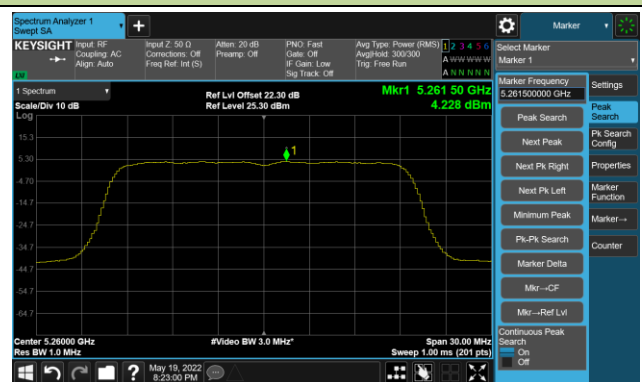 Spectrum Analyzer 1
Swept SA
Marker
KEYSIGHT
Input: RF
Coupling: AC
Align: Auto
Input Z: 50 Ω
Corrections: Off
Freq Ref: Int (S)
Atten: 20 dB
Preamp: Off
PNO: Fast
Gate: Off
IF Gain: Low
Sig Track: Off
Avg Type: Power (RMS)
Avg|Hold: 300/300
Trig: Free Run
1 2 3 4 5 6
A W W W W W
A N N N N N
LW
Select Marker
Marker 1
Marker Frequency
5.261500000 GHz
Settings
Peak Search
Next Peak
Next Pk Right
Next Pk Left
Minimum Peak
Pk-Pk Search
Marker Delta
Mkr→CF
Mkr→Ref Lvl
Continuous Peak
Search
On
Off
Peak
Search
Pk Search
Config
Properties
Marker
Function
Marker→
Counter
1 Spectrum
Scale/Div 10 dB
Log
Ref Lvl Offset 22.30 dB
Ref Level 25.30 dBm
Mkr1 5.261 50 GHz
4.228 dBm
1
15.3
5.30
-4.70
-14.7
-24.7
-34.7
-44.7
-54.7
-64.7
Center 5.26000 GHz
Res BW 1.0 MHz
#Video BW 3.0 MHz*
Span 30.00 MHz
Sweep 1.00 ms (201 pts)
?
May 19, 2022
8:23:00 PM